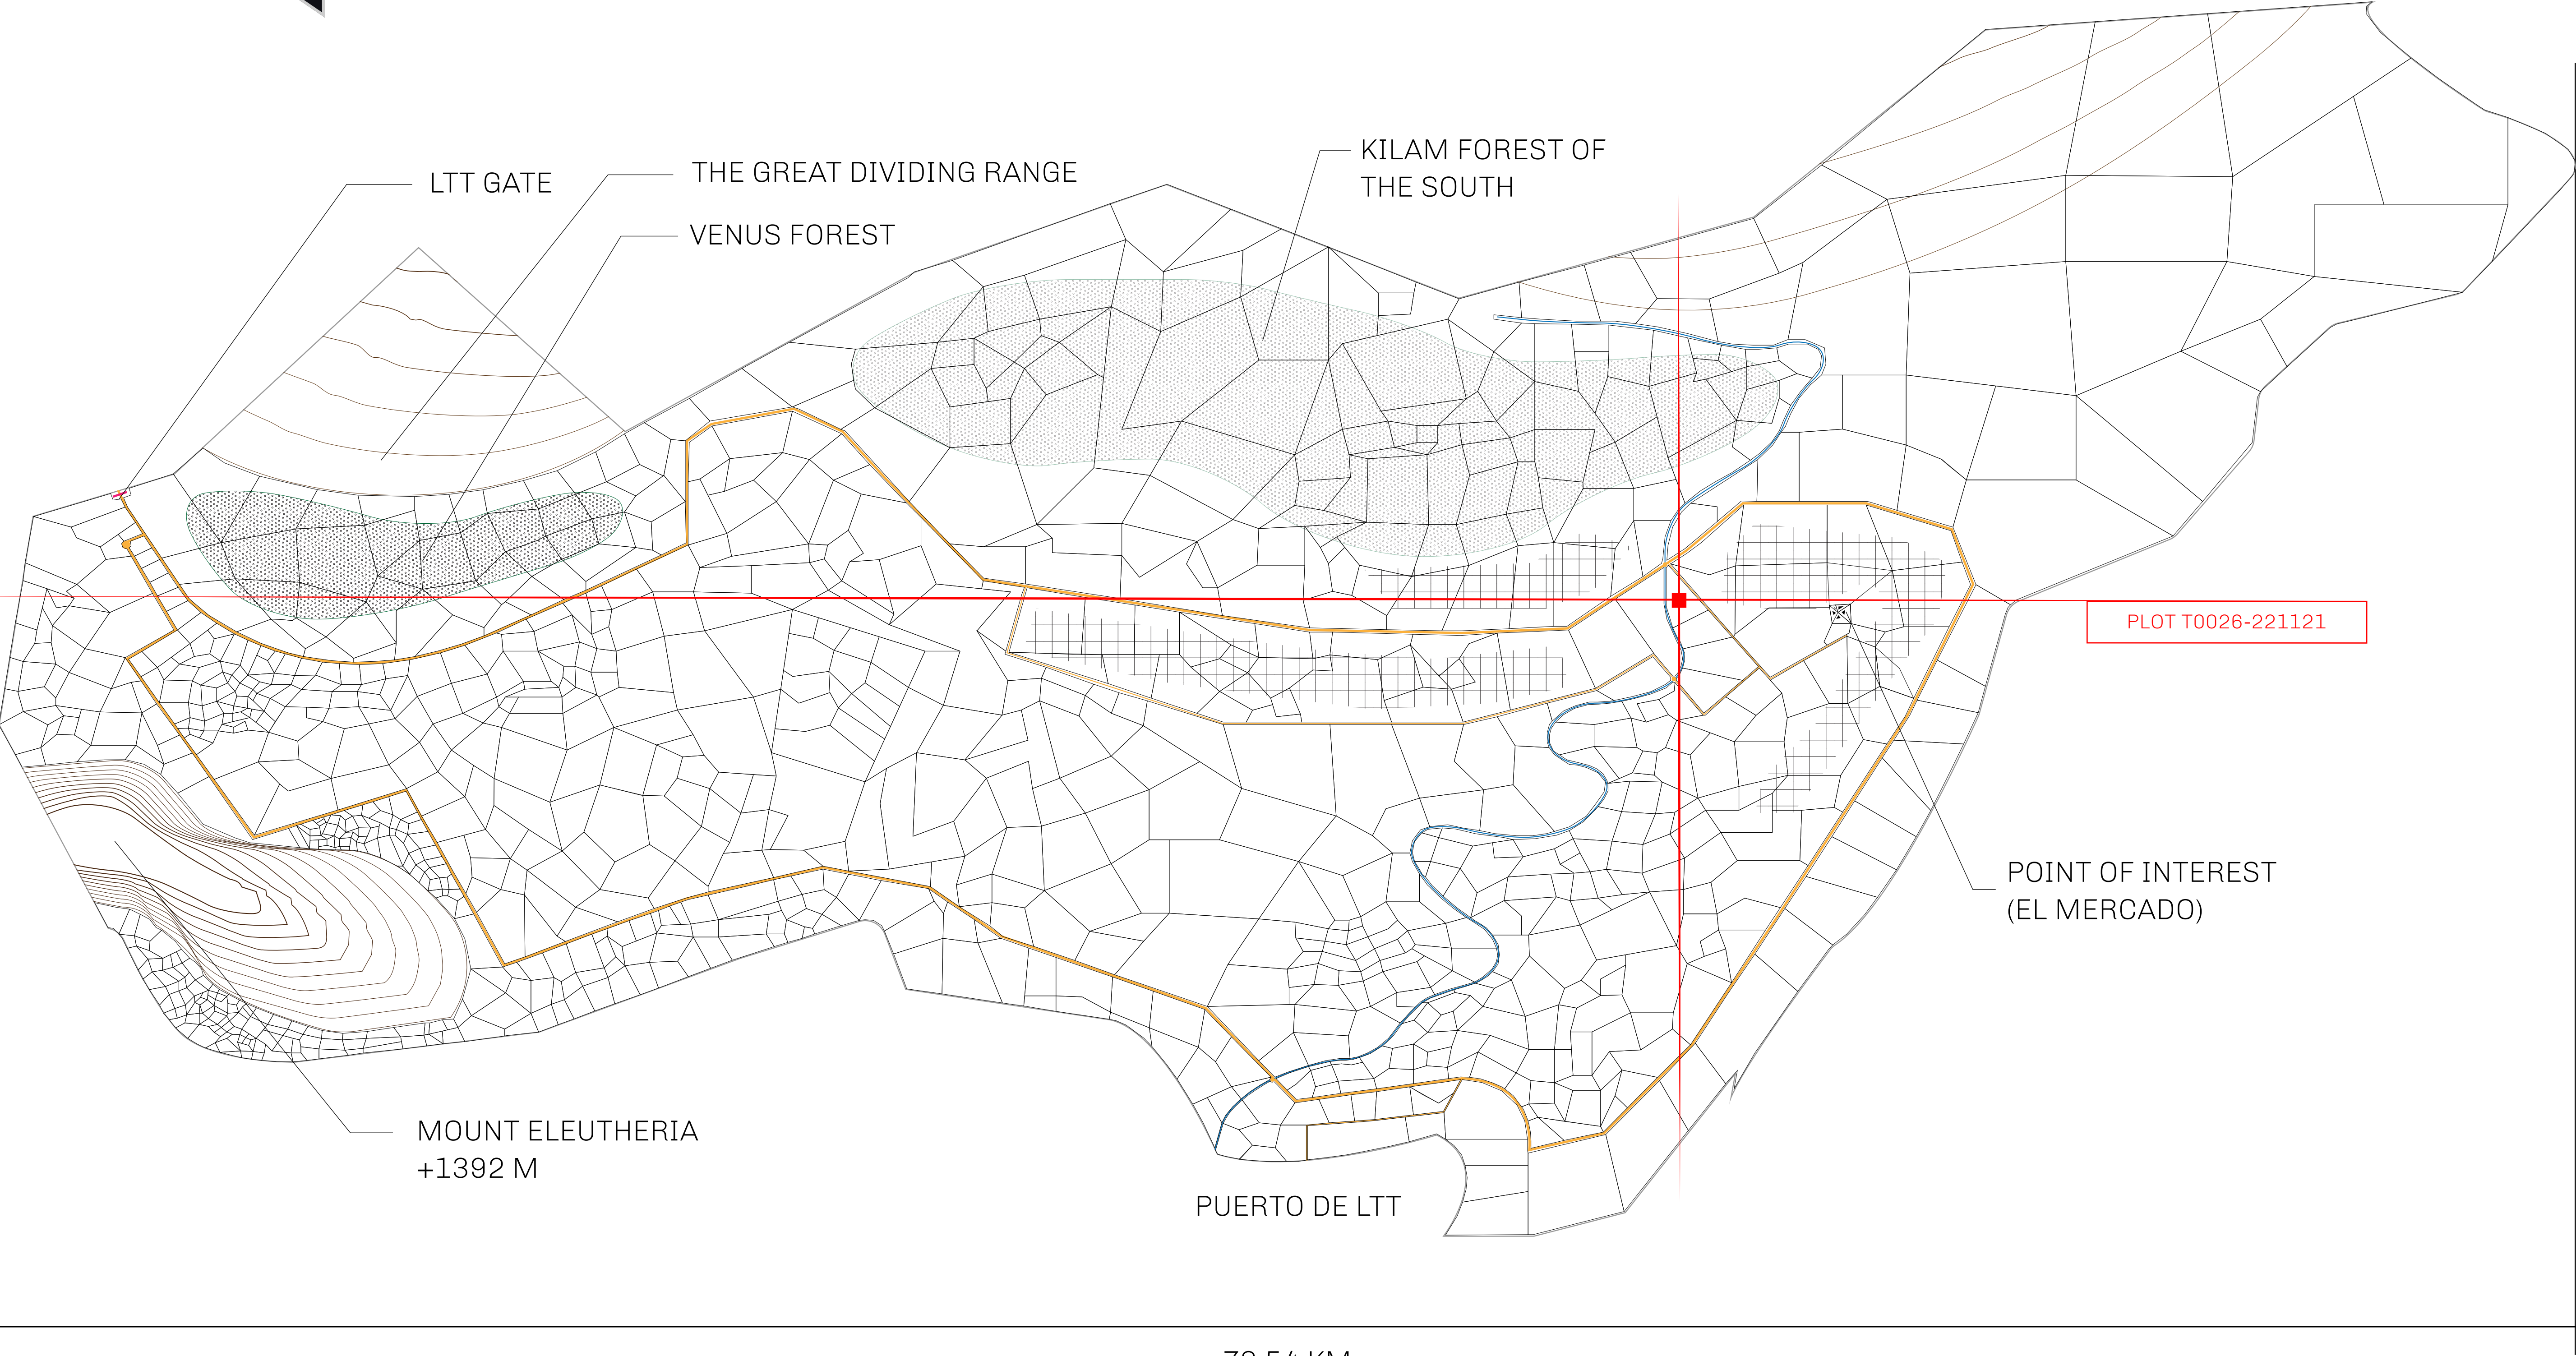 KILAM FOREST OF
THE SOUTH
THE GREAT DIVIDING RANGE
LTT GATE
VENUS FOREST
PLOT T0026-221121
POINT OF INTEREST
(EL MERCADO)
MOUNT ELEUTHERIA
+1392 M
PUERTO DE LTT